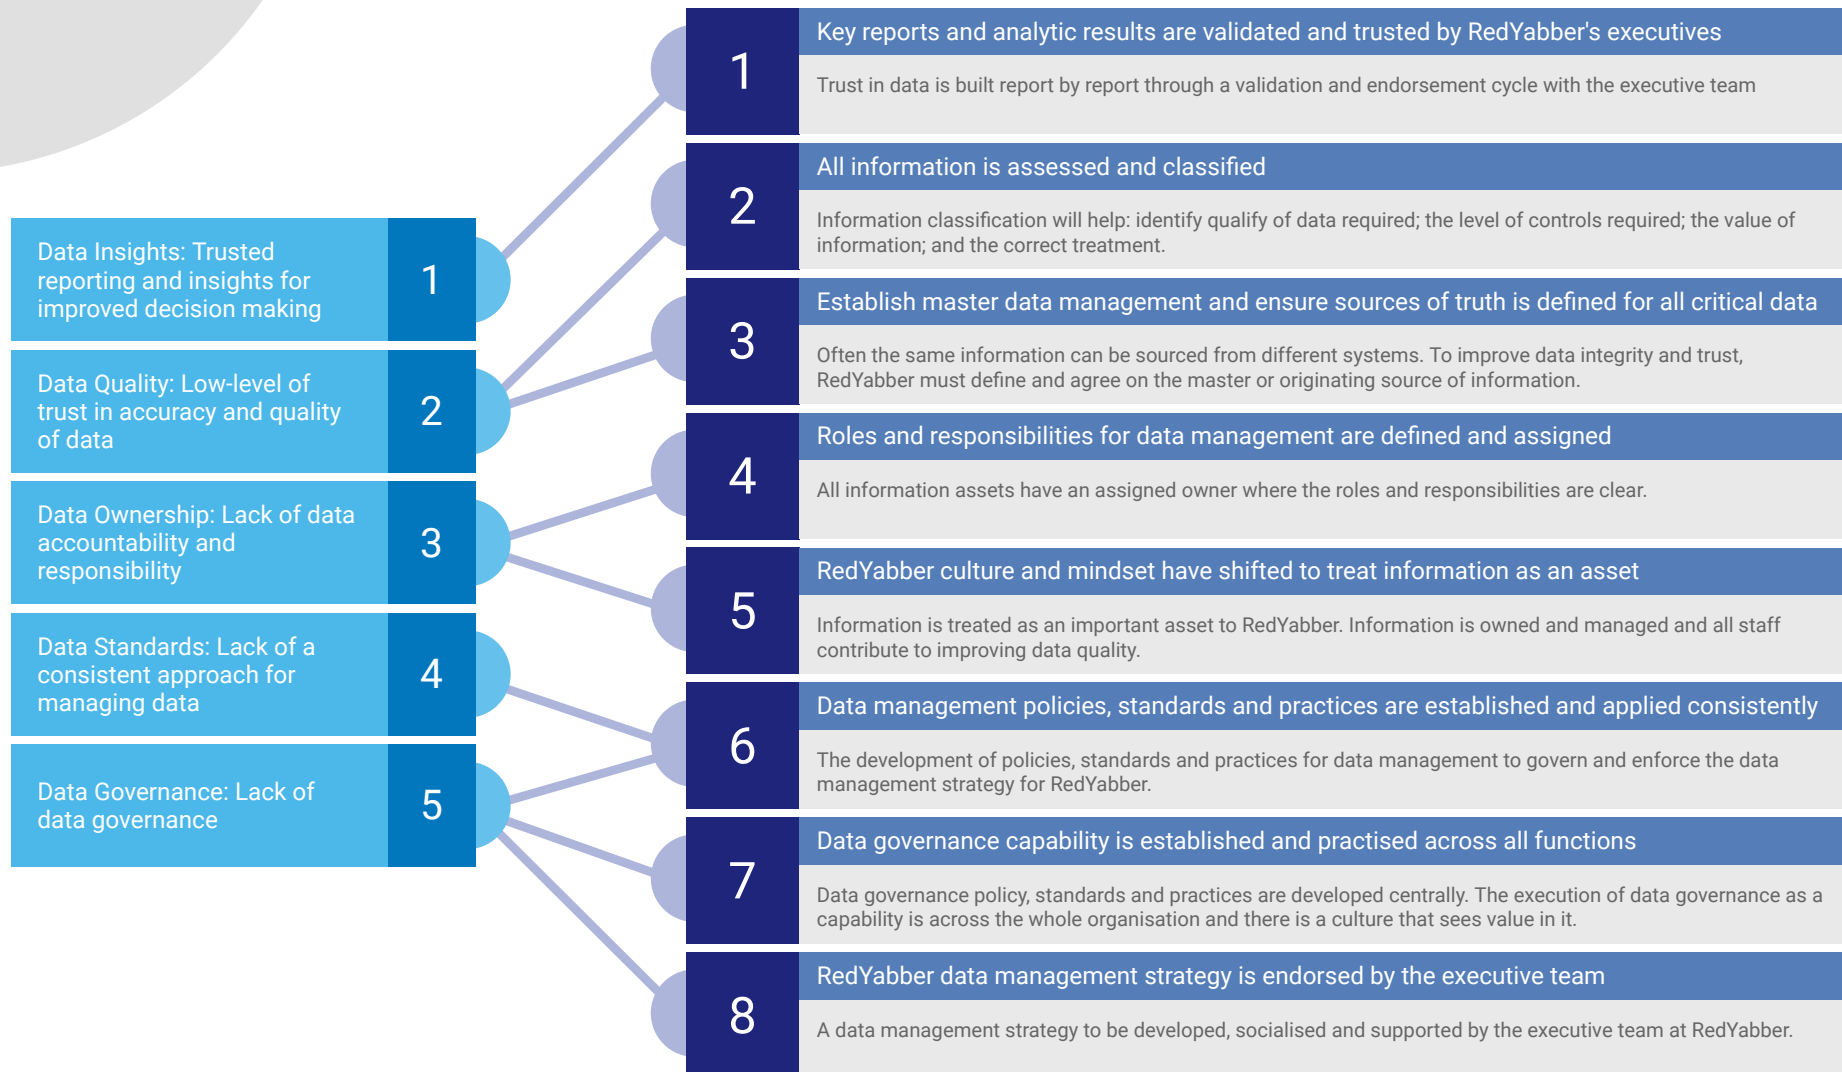 Data Insights: Trusted
reporting and insights for
improved decision making
1
Data Quality: Low-level of
trust in accuracy and quality
of data
2
Data Ownership: Lack of data
accountability and
responsibility
3
Data Standards: Lack of a
consistent approach for
managing data
4
Data Governance: Lack of
data governance
5
1
Key reports and analytic results are validated and trusted by RedYabber's executives
Trust in data is built report by report through a validation and endorsement cycle with the executive team
2
All information is assessed and classified
Information classification will help: identify qualify of data required; the level of controls required; the value of
information; and the correct treatment.
3
Establish master data management and ensure sources of truth is defined for all critical data
Often the same information can be sourced from different systems. To improve data integrity and trust,
RedYabber must define and agree on the master or originating source of information.
4
Roles and responsibilities for data management are defined and assigned
All information assets have an assigned owner where the roles and responsibilities are clear.
5
RedYabber culture and mindset have shifted to treat information as an asset
Information is treated as an important asset to RedYabber. Information is owned and managed and all staff
contribute to improving data quality.
6
Data management policies, standards and practices are established and applied consistently
The development of policies, standards and practices for data management to govern and enforce the data
management strategy for RedYabber.
7
Data governance capability is established and practised across all functions
Data governance policy, standards and practices are developed centrally. The execution of data governance as a
capability is across the whole organisation and there is a culture that sees value in it.
8
RedYabber data management strategy is endorsed by the executive team
A data management strategy to be developed, socialised and supported by the executive team at RedYabber.